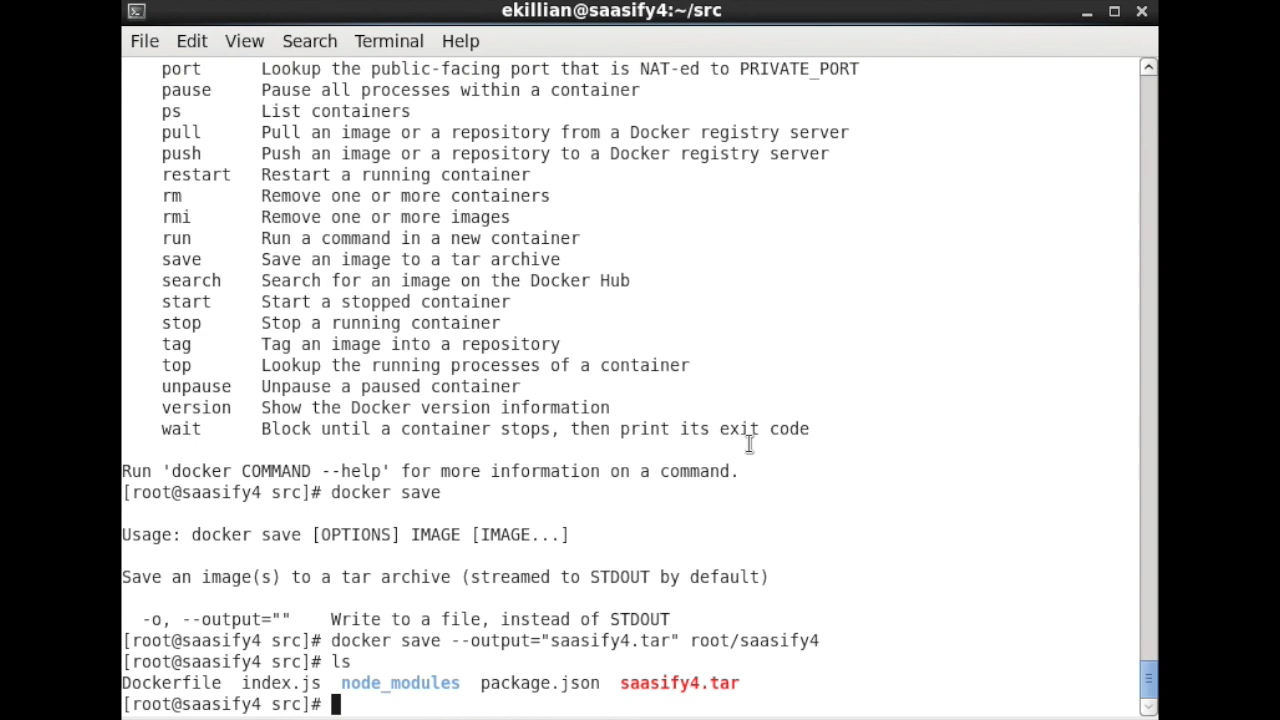 ekillian@saasify4:~/src
File Edit View Search Terminal Help
port Lookup the public-facing port that is NAT-ed to PRIVATE_PORT
pause Pause all processes within a container
ps List containers
pull Pull an image or a repository from a Docker registry server
push Push an image or a repository to a Docker registry server
restart Restart a running container
rm Remove one or more containers
rmi Remove one or more images
run Run a command in a new container
save Save an image to a tar archive
search Search for an image on the Docker Hub
start Start a stopped container
stop Stop a running container
tag Tag an image into a repository
top Lookup the running processes of a container
unpause Unpause a paused container
version Show the Docker version information
wait Block until a container stops, then print its exit code
Run 'docker COMMAND --help' for more information on a command.
[root@saasify4 src]# docker save
Usage: docker save [OPTIONS] IMAGE [IMAGE...]
Save an image(s) to a tar archive (streamed to STDOUT by default)
-o, --output="" Write to a file, instead of STDOUT
[root@saasify4 src]# docker save --output="saasify4.tar" root/saasify4
[root@saasify4 src]# ls
Dockerfile index.js node_modules package.json saasify4.tar
[root@saasify4 src]#